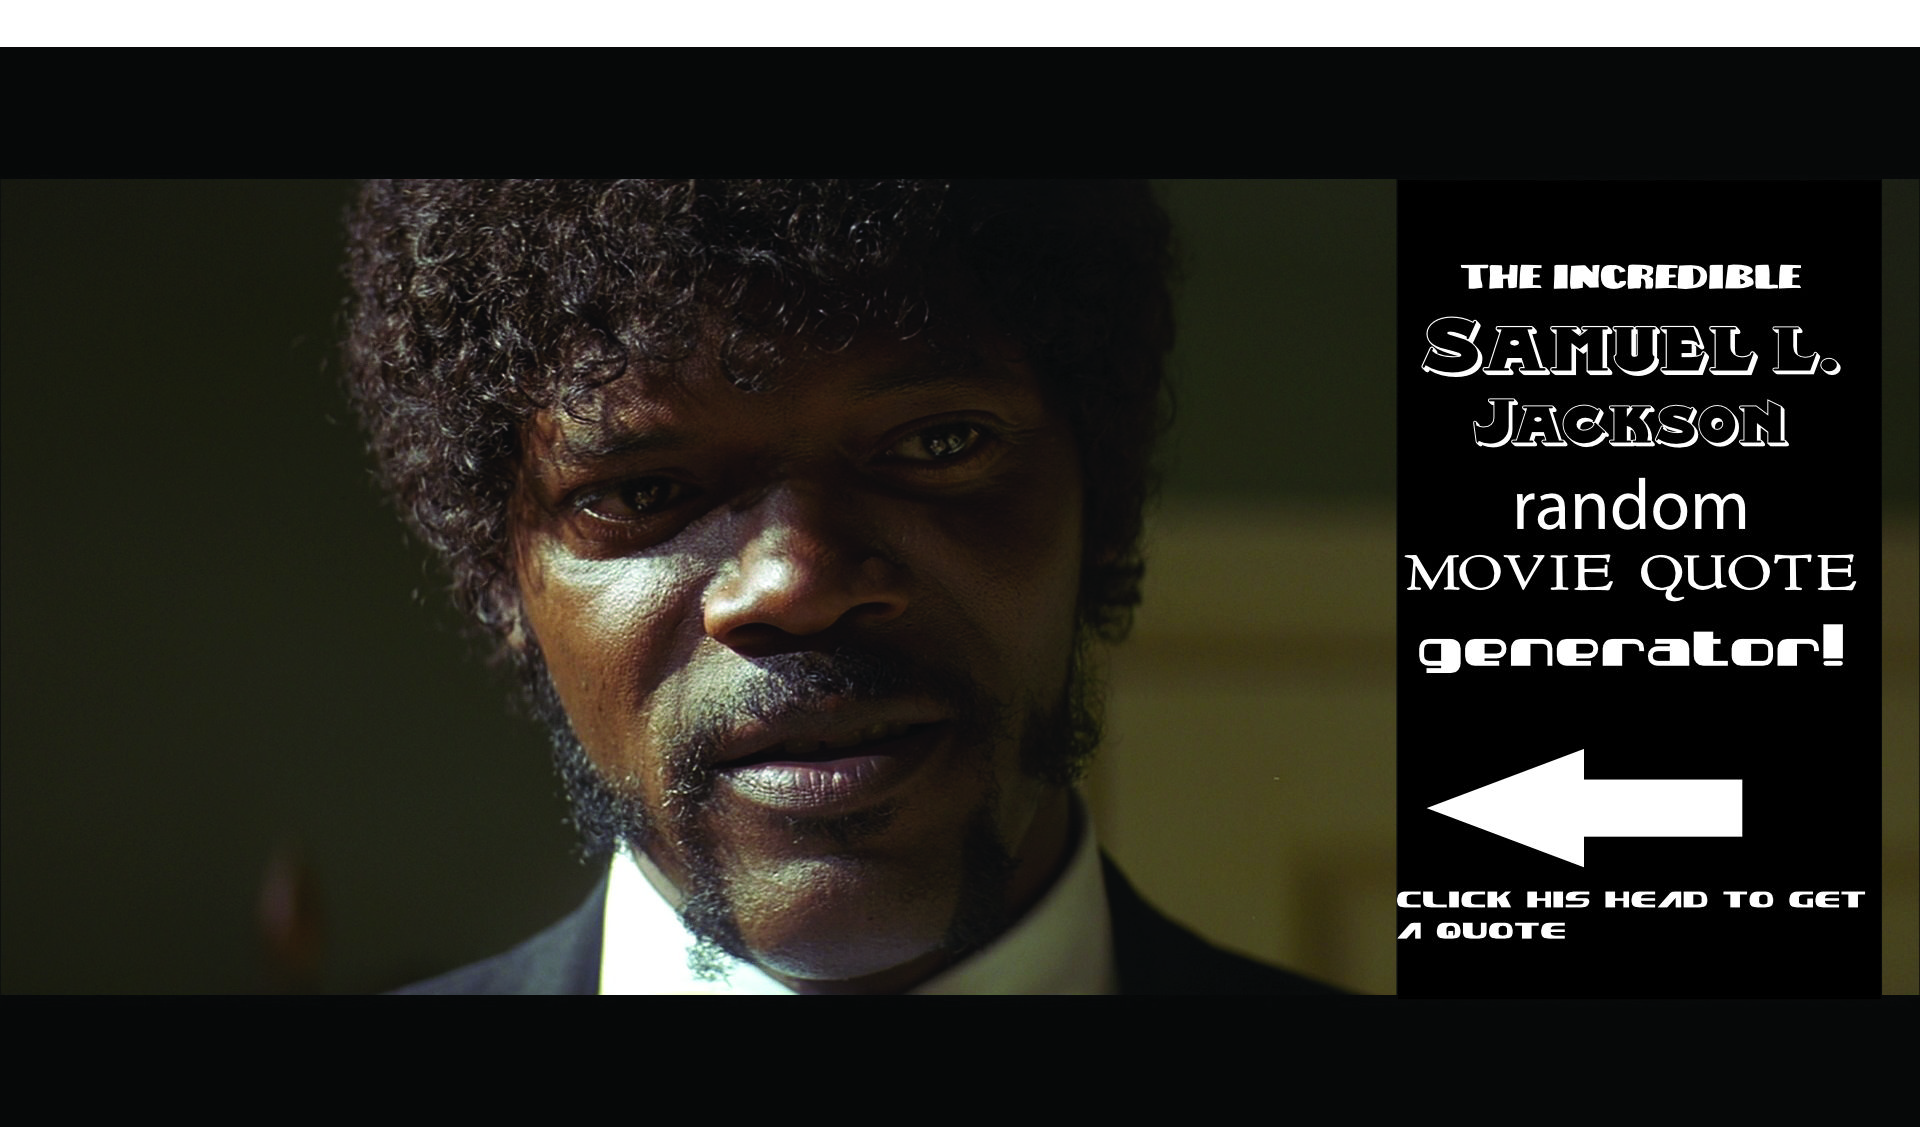 THE INCREDIBLE
SAMUEL L.
JACKSON
random
MOVIE QUOTE
generator!
CLICK HIS HEAD TO GET
A QUOTE